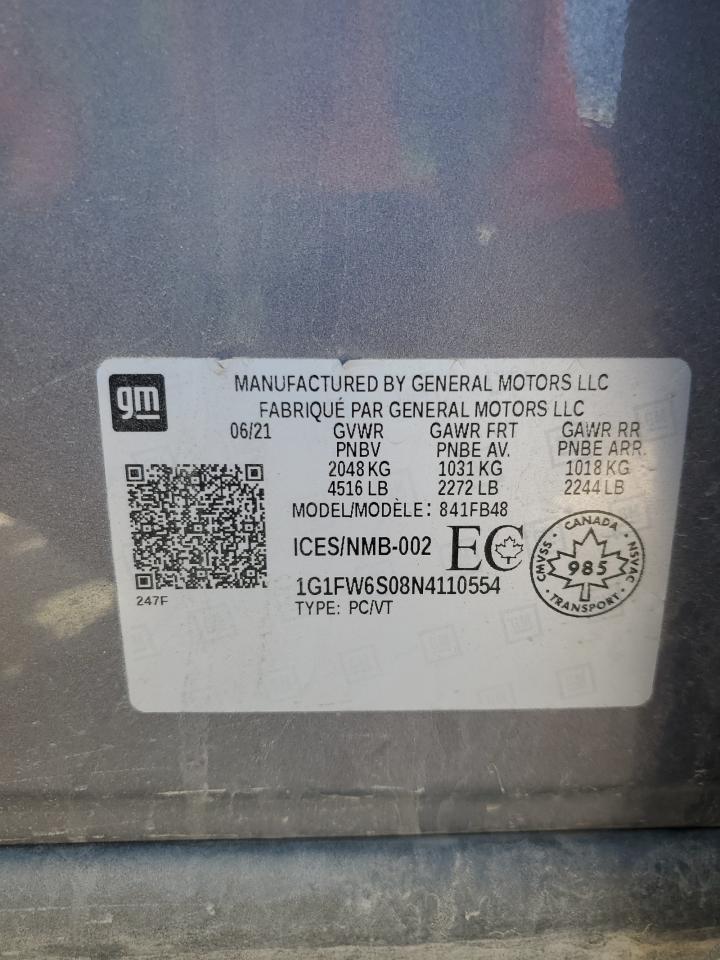 gm
MANUFACTURED BY GENERAL MOTORS LLC
FABRIQUÉ PAR GENERAL MOTORS LLC
06/21 GVWR GAWR FRT GAWR RR
PNBV PNBE AV. PNBE ARR.
2048 KG 1031 KG 1018 KG
4516 LB 2272 LB 2244 LB
MODEL/MODÈLE: 841FB48
ICES/NMB-002 EC
CANADA
CMVSS 985 NSVAC
TRANSPORT
1G1FW6S08N4110554
247F TYPE: PC/VT